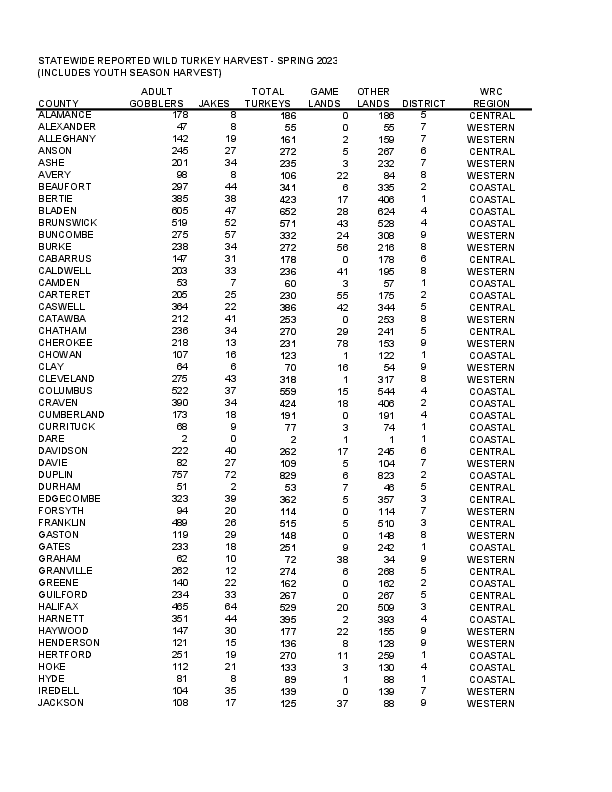 STATEWIDE REPORTED WILD TURKEY HARVEST - SPRING 2023
(INCLUDES YOUTH SEASON HARVEST)
ADULT TOTAL GAME OTHER WRC
COUNTY GOBBLERS JAKES TURKEYS LANDS LANDS DISTRICT REGION
ALAMANCE 178 8 186 0 186 5 CENTRAL
ALEXANDER 47 8 55 0 55 7 WESTERN
ALLEGHANY 142 19 161 2 159 7 WESTERN
ANSON 245 27 272 5 267 6 CENTRAL
ASHE 201 34 235 3 232 7 WESTERN
AVERY 98 8 106 22 84 8 WESTERN
BEAUFORT 297 44 341 6 335 2 COASTAL
BERTIE 385 38 423 17 406 1 COASTAL
BLADEN 605 47 652 28 624 4 COASTAL
BRUNSWICK 519 52 571 43 528 4 COASTAL
BUNCOMBE 275 57 332 24 308 9 WESTERN
BURKE 238 34 272 56 216 8 WESTERN
CABARRUS 147 31 178 0 178 6 CENTRAL
CALDWELL 203 33 236 41 195 8 WESTERN
CAMDEN 53 7 60 3 57 1 COASTAL
CARTERET 205 25 230 55 175 2 COASTAL
CASWELL 364 22 386 42 344 5 CENTRAL
CATAWBA 212 41 253 0 253 8 WESTERN
CHATHAM 236 34 270 29 241 5 CENTRAL
CHEROKEE 218 13 231 78 153 9 WESTERN
CHOWAN 107 16 123 1 122 1 COASTAL
CLAY 64 6 70 16 54 9 WESTERN
CLEVELAND 275 43 318 1 317 8 WESTERN
COLUMBUS 522 37 559 15 544 4 COASTAL
CRAVEN 390 34 424 18 406 2 COASTAL
CUMBERLAND 173 18 191 0 191 4 COASTAL
CURRITUCK 68 9 77 3 74 1 COASTAL
DARE 2 0 2 1 1 1 COASTAL
DAVIDSON 222 40 262 17 245 6 CENTRAL
DAVIE 82 27 109 5 104 7 WESTERN
DUPLIN 757 72 829 6 823 2 COASTAL
DURHAM 51 2 53 7 46 5 CENTRAL
EDGECOMBE 323 39 362 5 357 3 CENTRAL
FORSYTH 94 20 114 0 114 7 WESTERN
FRANKLIN 489 26 515 5 510 3 CENTRAL
GASTON 119 29 148 0 148 8 WESTERN
GATES 233 18 251 9 242 1 COASTAL
GRAHAM 62 10 72 38 34 9 WESTERN
GRANVILLE 262 12 274 6 268 5 CENTRAL
GREENE 140 22 162 0 162 2 COASTAL
GUILFORD 234 33 267 0 267 5 CENTRAL
HALIFAX 465 64 529 20 509 3 CENTRAL
HARNETT 351 44 395 2 393 4 COASTAL
HAYWOOD 147 30 177 22 155 9 WESTERN
HENDERSON 121 15 136 8 128 9 WESTERN
HERTFORD 251 19 270 11 259 1 COASTAL
HOKE 112 21 133 3 130 4 COASTAL
HYDE 81 8 89 1 88 1 COASTAL
IREDELL 104 35 139 0 139 7 WESTERN
JACKSON 108 17 125 37 88 9 WESTERN